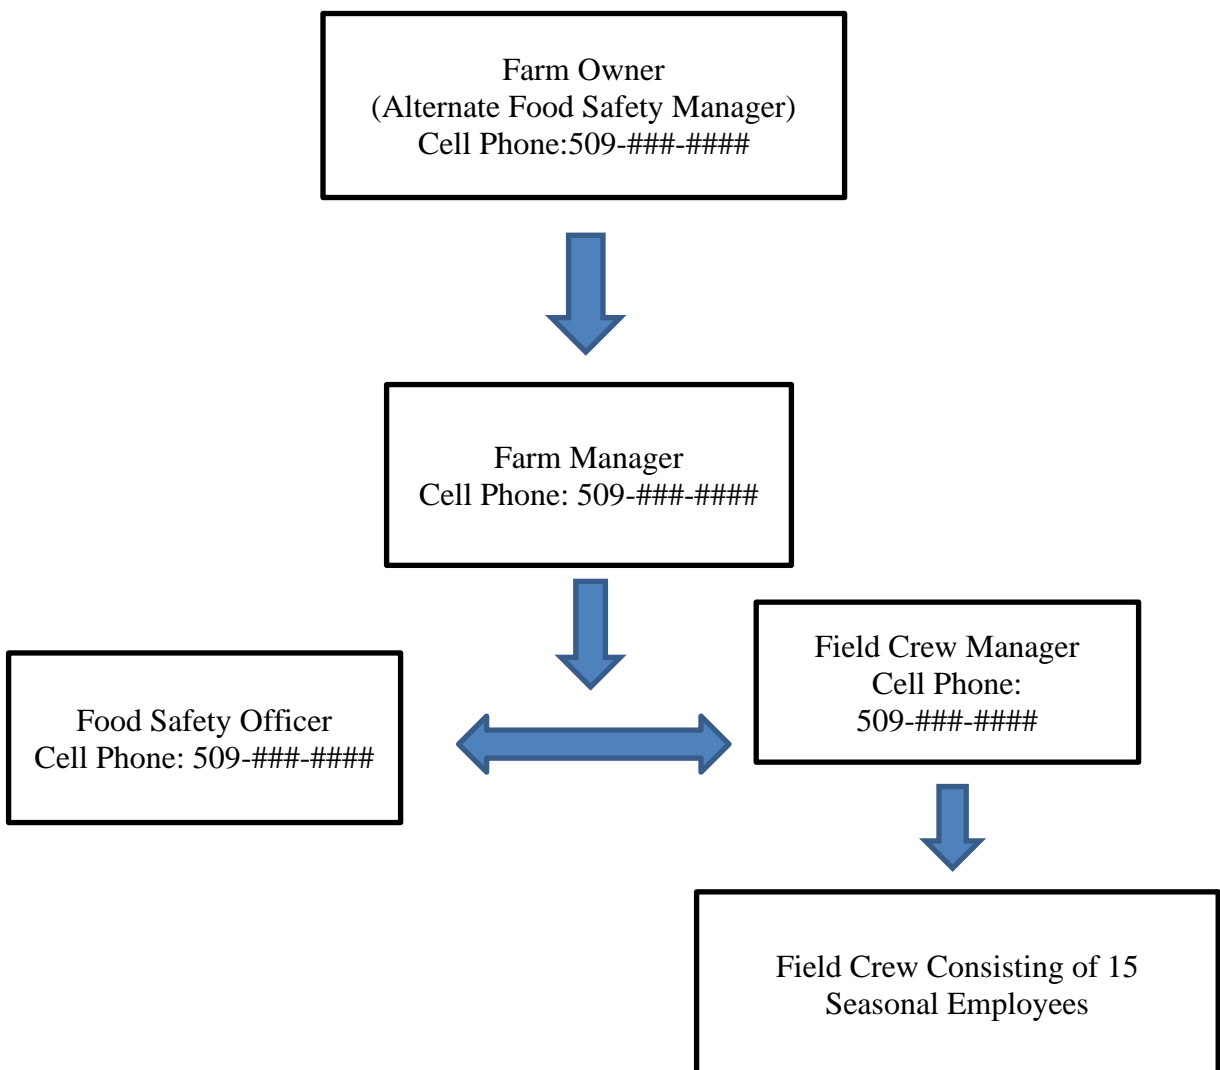 Farm Owner
(Alternate Food Safety Manager)
Cell Phone:509-###-####
Farm Manager
Cell Phone: 509-###-####
Food Safety Officer
Cell Phone: 509-###-####
Field Crew Manager
Cell Phone:
509-###-####
Field Crew Consisting of 15
Seasonal Employees